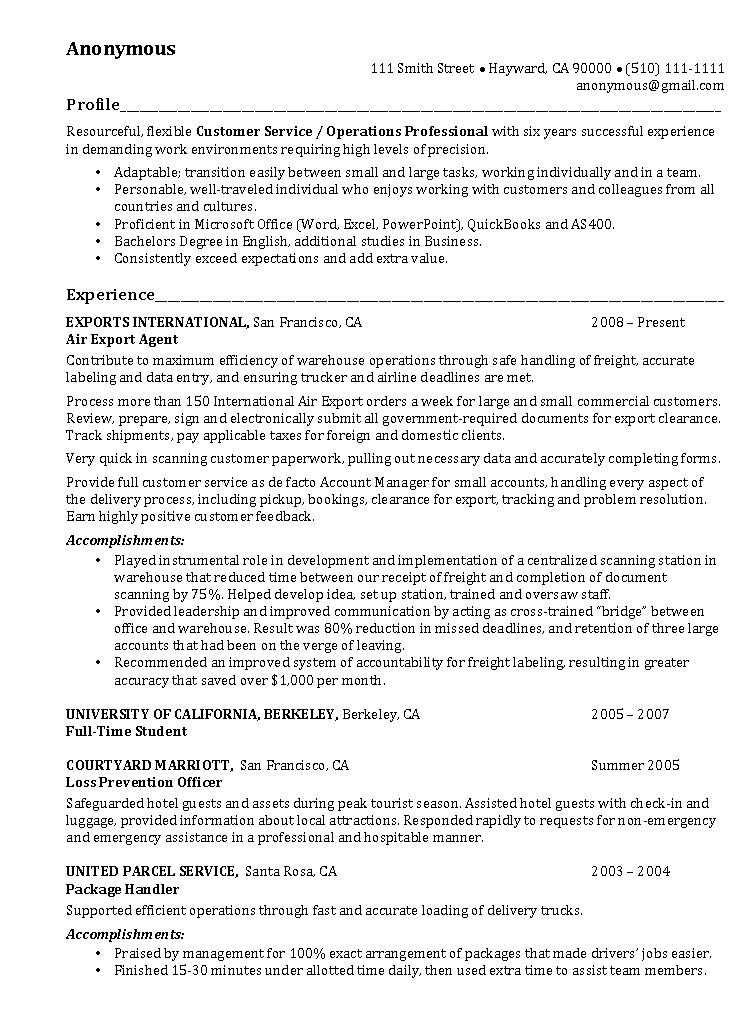 Anonymous
111 Smith Street • Hayward, CA 90000 • (510) 111-1111
anonymous@gmail.com
Profile
Resourceful, flexible Customer Service / Operations Professional with six years successful experience
in demanding work environments requiring high levels of precision.
• Adaptable; transition easily between small and large tasks, working individually and in a team.
• Personable, well-traveled individual who enjoys working with customers and colleagues from all
countries and cultures.
• Proficient in Microsoft Office (Word, Excel, PowerPoint), QuickBooks and AS400.
• Bachelors Degree in English, additional studies in Business.
• Consistently exceed expectations and add extra value.
Experience
EXPORTS INTERNATIONAL, San Francisco, CA 2008 – Present
Air Export Agent
Contribute to maximum efficiency of warehouse operations through safe handling of freight, accurate
labeling and data entry, and ensuring trucker and airline deadlines are met.
Process more than 150 International Air Export orders a week for large and small commercial customers.
Review, prepare, sign and electronically submit all government-required documents for export clearance.
Track shipments, pay applicable taxes for foreign and domestic clients.
Very quick in scanning customer paperwork, pulling out necessary data and accurately completing forms.
Provide full customer service as de facto Account Manager for small accounts, handling every aspect of
the delivery process, including pickup, bookings, clearance for export, tracking and problem resolution.
Earn highly positive customer feedback.
Accomplishments:
• Played instrumental role in development and implementation of a centralized scanning station in
warehouse that reduced time between our receipt of freight and completion of document
scanning by 75%. Helped develop idea, set up station, trained and oversaw staff.
• Provided leadership and improved communication by acting as cross-trained “bridge” between
office and warehouse. Result was 80% reduction in missed deadlines, and retention of three large
accounts that had been on the verge of leaving.
• Recommended an improved system of accountability for freight labeling, resulting in greater
accuracy that saved over $1,000 per month.
UNIVERSITY OF CALIFORNIA, BERKELEY, Berkeley, CA 2005 – 2007
Full-Time Student
COURTYARD MARRIOTT, San Francisco, CA Summer 2005
Loss Prevention Officer
Safeguarded hotel guests and assets during peak tourist season. Assisted hotel guests with check-in and
luggage, provided information about local attractions. Responded rapidly to requests for non-emergency
and emergency assistance in a professional and hospitable manner.
UNITED PARCEL SERVICE, Santa Rosa, CA 2003 – 2004
Package Handler
Supported efficient operations through fast and accurate loading of delivery trucks.
Accomplishments:
• Praised by management for 100% exact arrangement of packages that made drivers’ jobs easier.
• Finished 15-30 minutes under allotted time daily, then used extra time to assist team members.